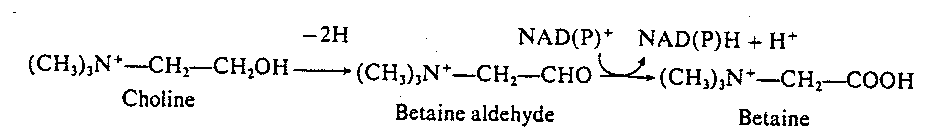 −2H NAD(P)⁺ NAD(P)H + H⁺
(CH₃)₃N⁺—CH₂—CH₂OH⟶(CH₃)₃N⁺—CH₂—CHO ⟶(CH₃)₃N⁺—CH₂—COOH
Choline Betaine aldehyde Betaine